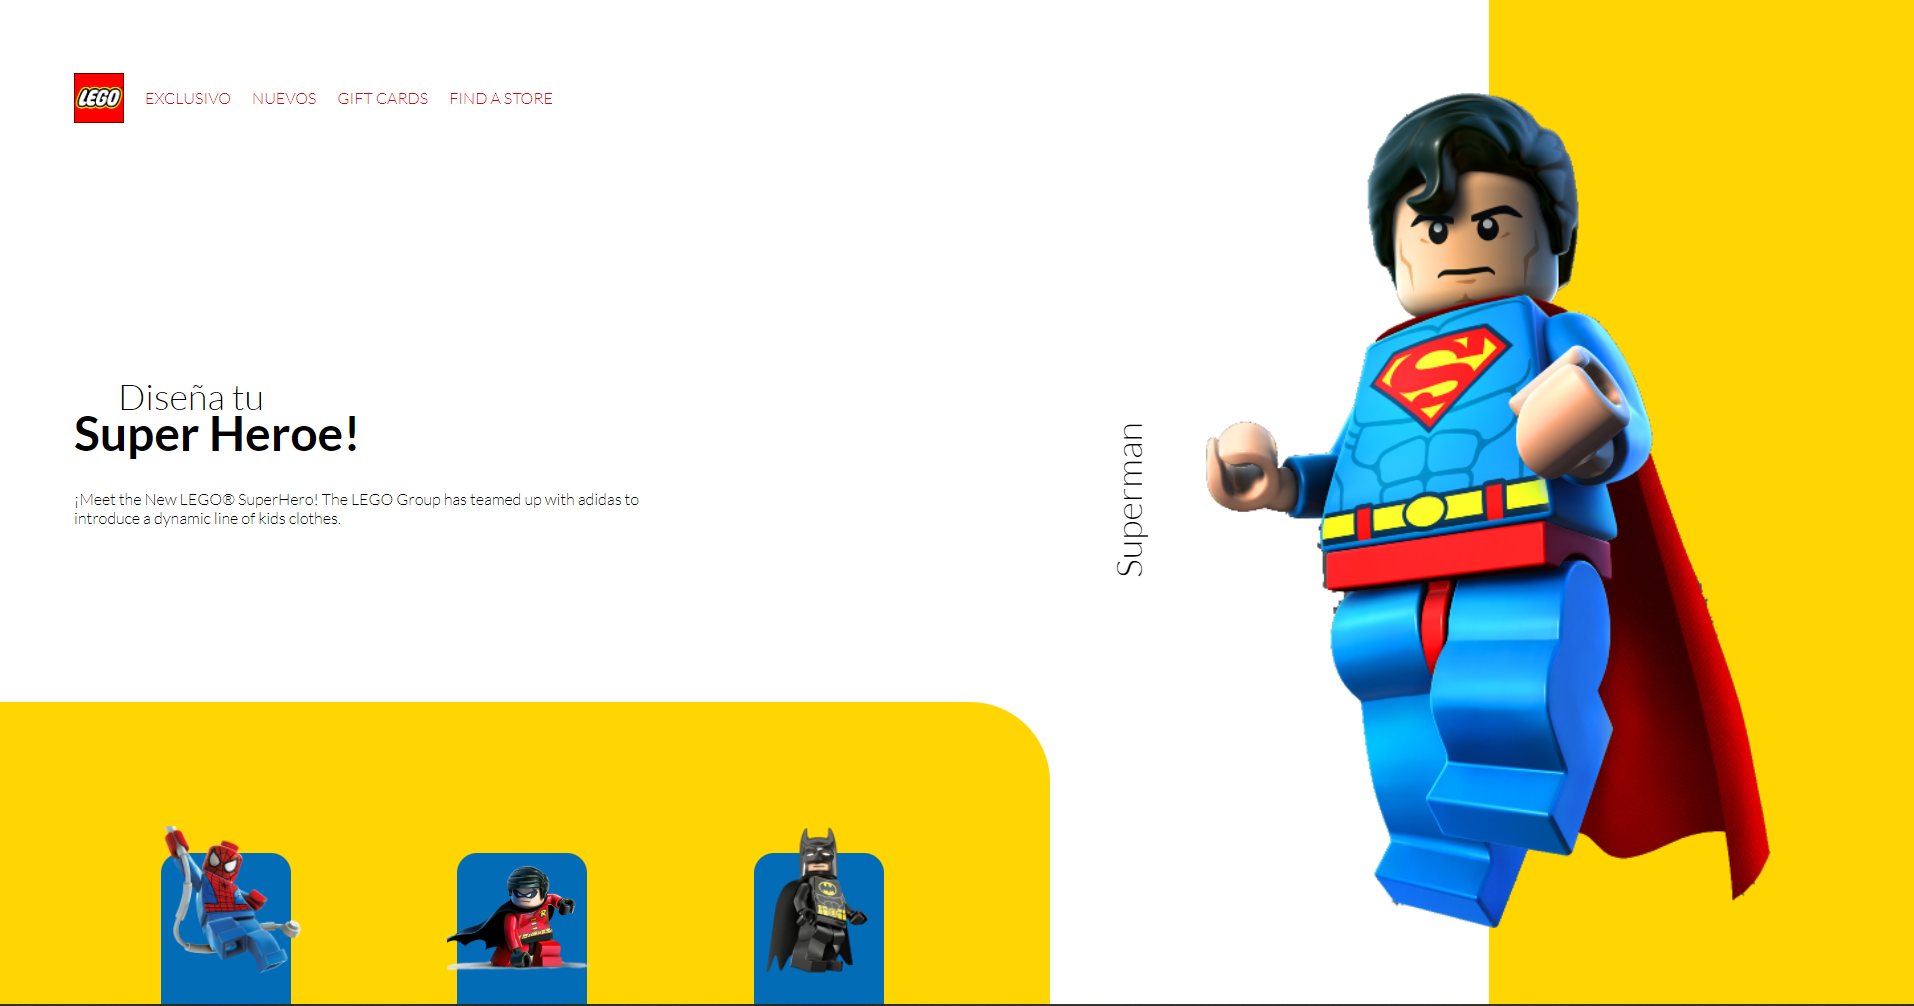 LEGO
EXCLUSIVO NUEVOS GIFT CARDS FIND A STORE
Diseña tu
Super Heroe!
¡Meet the New LEGO® SuperHero! The LEGO Group has teamed up with adidas to
introduce a dynamic line of kids clothes.
Superman